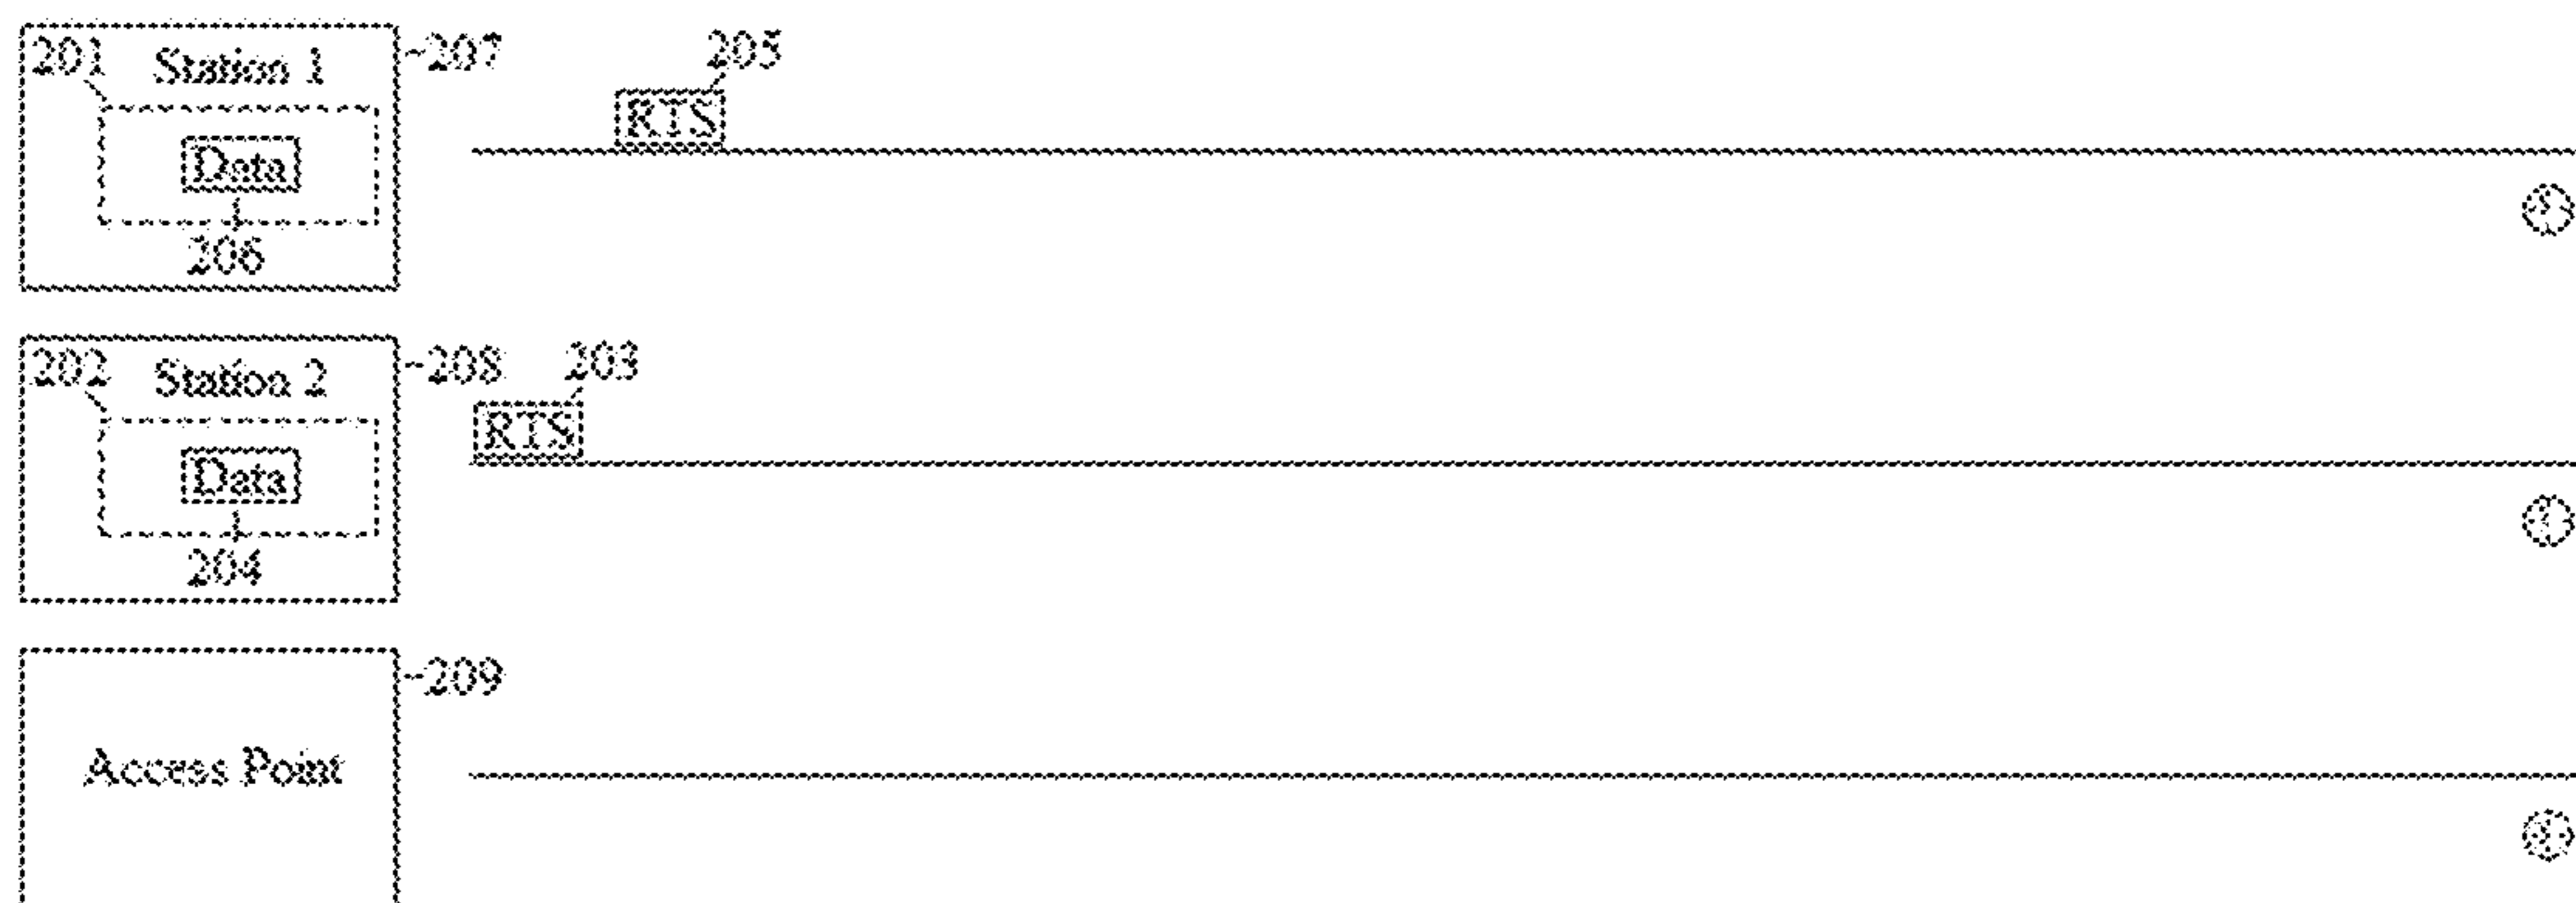 201 Station 1 207 205
RTS
Data
206
202 Station 2 208 203
RTS
Data
204
209
Access Point